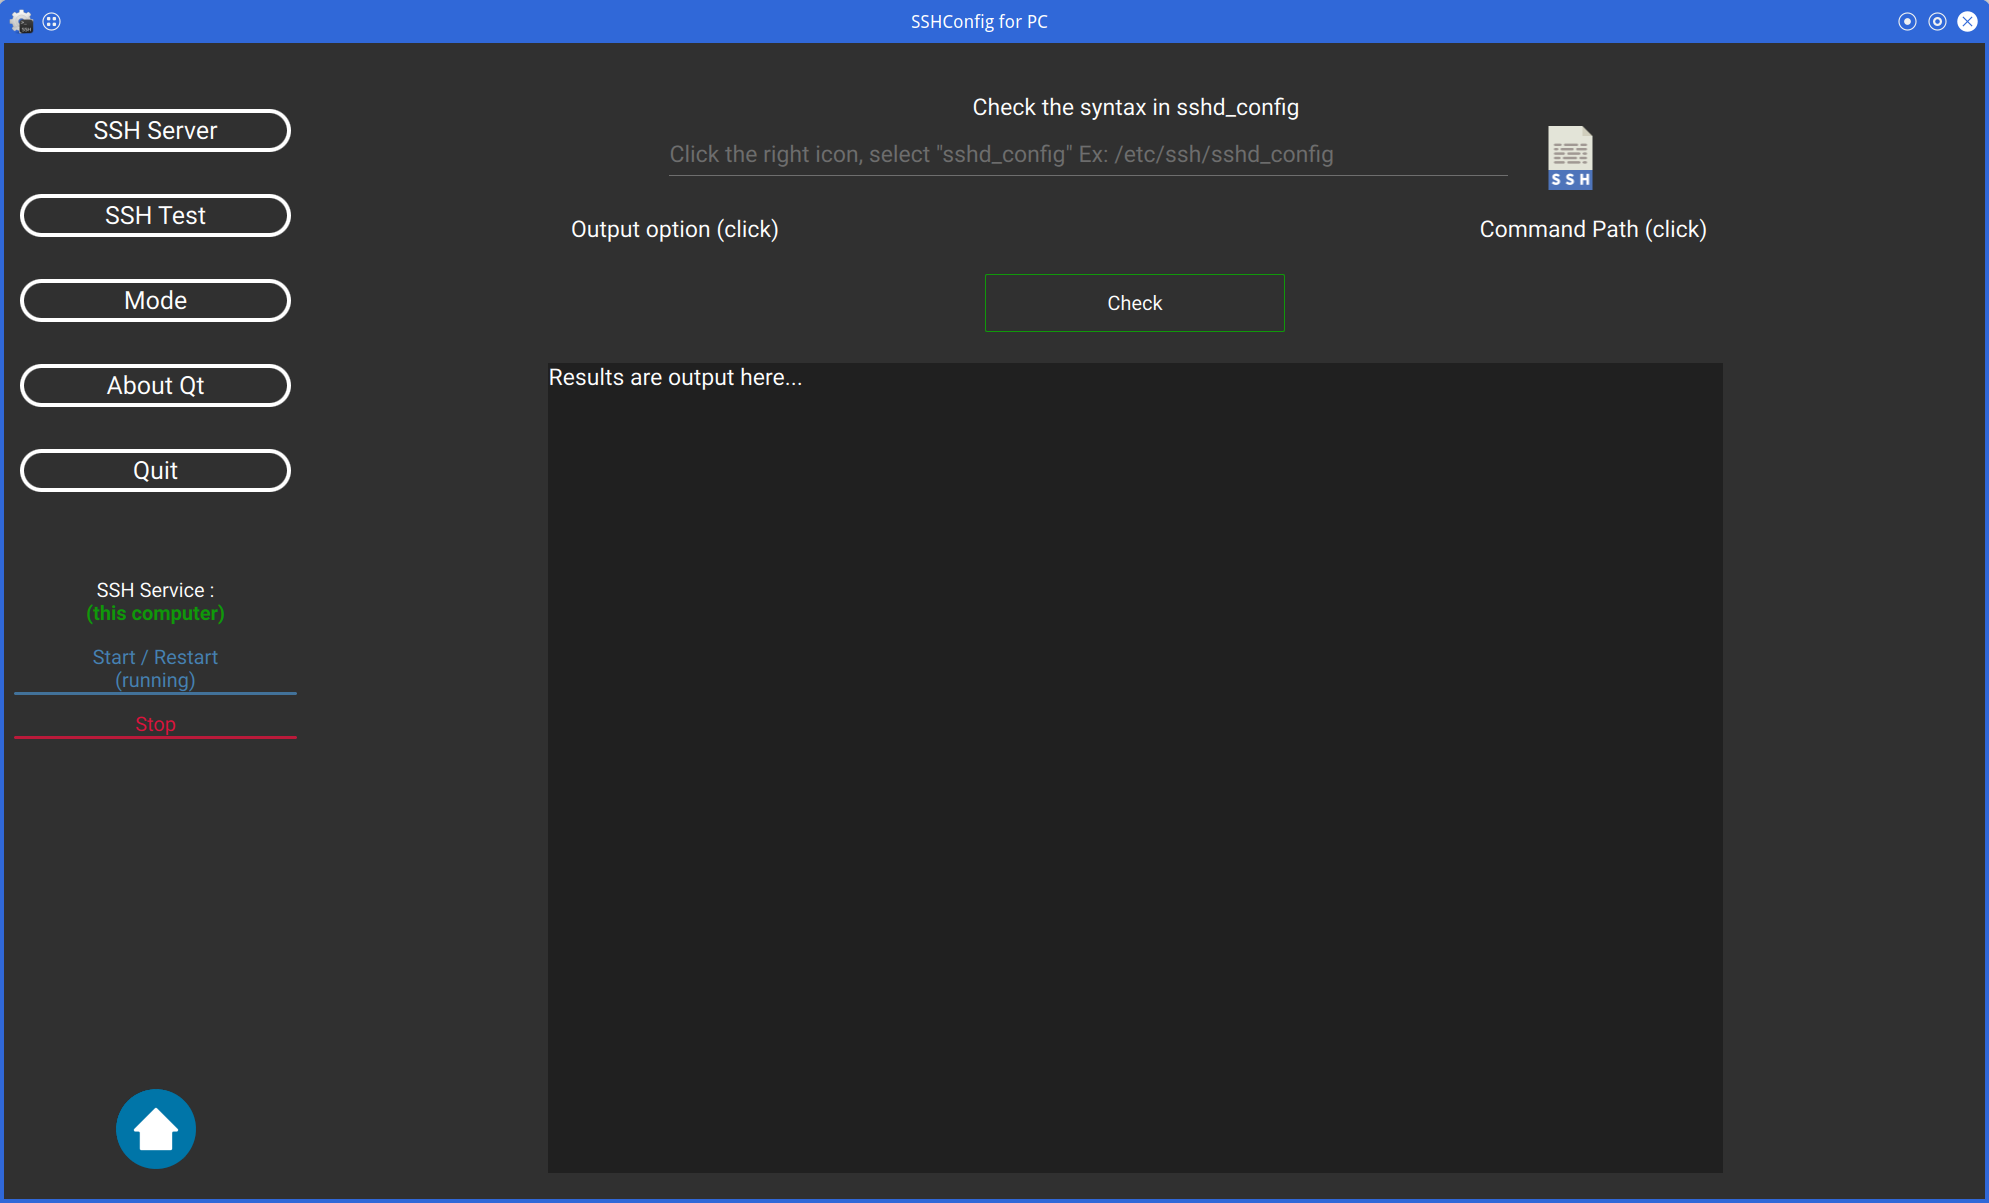 SSHConfig for PC
SSH Server
SSH Test
Mode
About Qt
Quit
SSH Service :
(this computer)
Start / Restart
(running)
Stop
Check the syntax in sshd_config
Click the right icon, select "sshd_config" Ex: /etc/ssh/sshd_config
SSH
Output option (click)
Command Path (click)
Check
Results are output here...